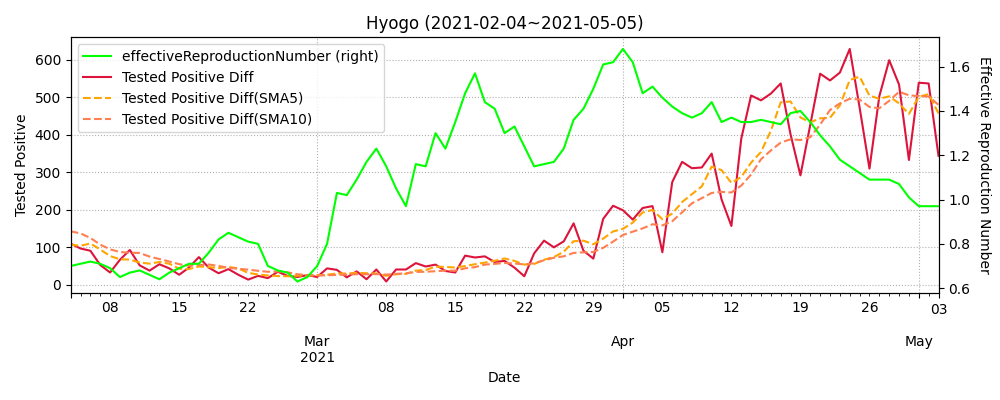 Hyogo (2021-02-04~2021-05-05)
effectiveReproductionNumber (right)
Tested Positive Diff
Tested Positive Diff(SMA5)
Tested Positive Diff(SMA10)
600
500
400
300
200
100
0
Tested Positive
1.6
1.4
1.2
1.0
0.8
0.6
Effective Reproduction Number
08 15 22 08 15 22 29 05 12 19 26 03
Mar Apr May
2021
Date